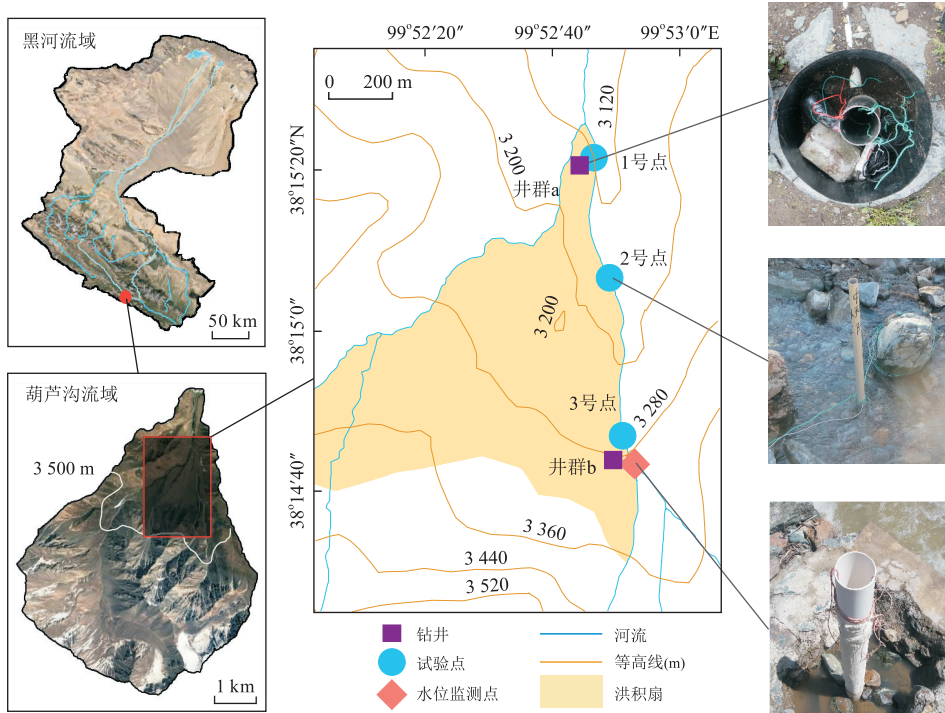 黑河流域
50 km
葫芦沟流域
3 500 m
1 km
99°52′20″
99°52′40″
99°53′0″E
0 200 m
38°15′20″N
38°15′0″
38°14′40″
3 120
3 200
1号点
井群a
2号点
3 200
3号点
3 280
井群b
3 360
3 440
3 520
钻井
河流
试验点
等高线(m)
水位监测点
洪积扇